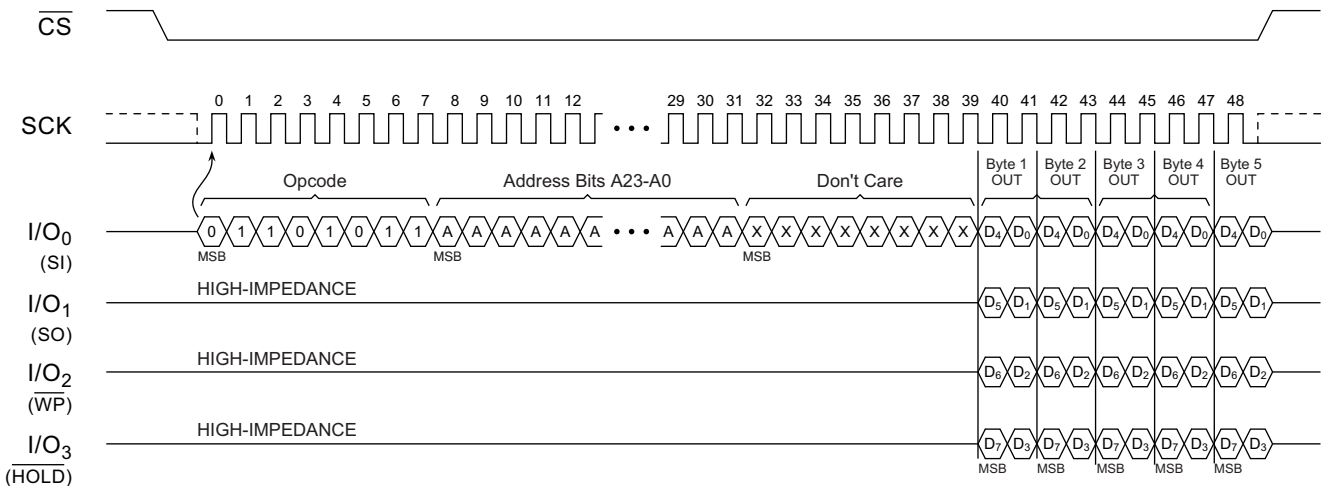 CS
SCK
0 1 2 3 4 5 6 7 8 9 10 11 12 29 30 31 32 33 34 35 36 37 38 39 40 41 42 43 44 45 46 47 48
•••
Opcode
Address Bits A23-A0
Don't Care
Byte 1 OUT
Byte 2 OUT
Byte 3 OUT
Byte 4 OUT
Byte 5 OUT
I/O0
(SI)
0 1 1 0 1 0 1 1 A A A A A A ••• A A A X X X X X X X X D4 D0 D4 D0 D4 D0 D4 D0 D4 D0
MSB MSB MSB
I/O1
(SO)
HIGH-IMPEDANCE
D5 D1 D5 D1 D5 D1 D5 D1 D5 D1
I/O2
(WP)
HIGH-IMPEDANCE
D6 D2 D6 D2 D6 D2 D6 D2 D6 D2
I/O3
(HOLD)
HIGH-IMPEDANCE
D7 D3 D7 D3 D7 D3 D7 D3 D7 D3
MSB MSB MSB MSB MSB